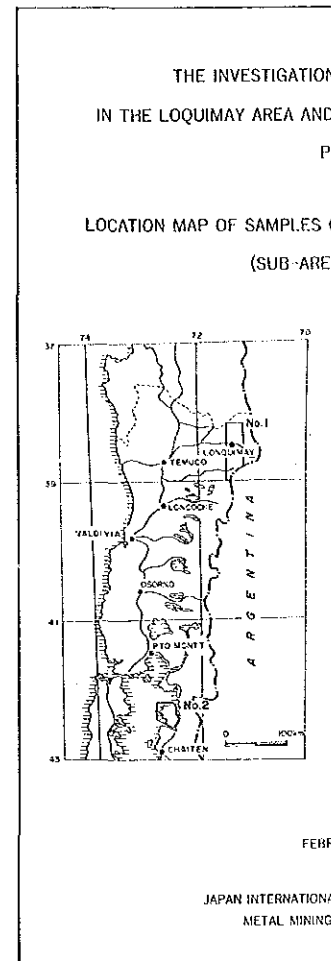 THE INVESTIGATION
IN THE LOQUIMAY AREA AND
P
LOCATION MAP OF SAMPLES
(SUB-ARE
74 72 70
37
No.1
LONQUIMAY
TEMUCO
39
LONCOCHE
VALDIVIA
OSORNO
ARGENTINA
41
PTO MONTT
No.2
0 100km
CHAITEN
43
FEBR
JAPAN INTERNATIONA
METAL MINING